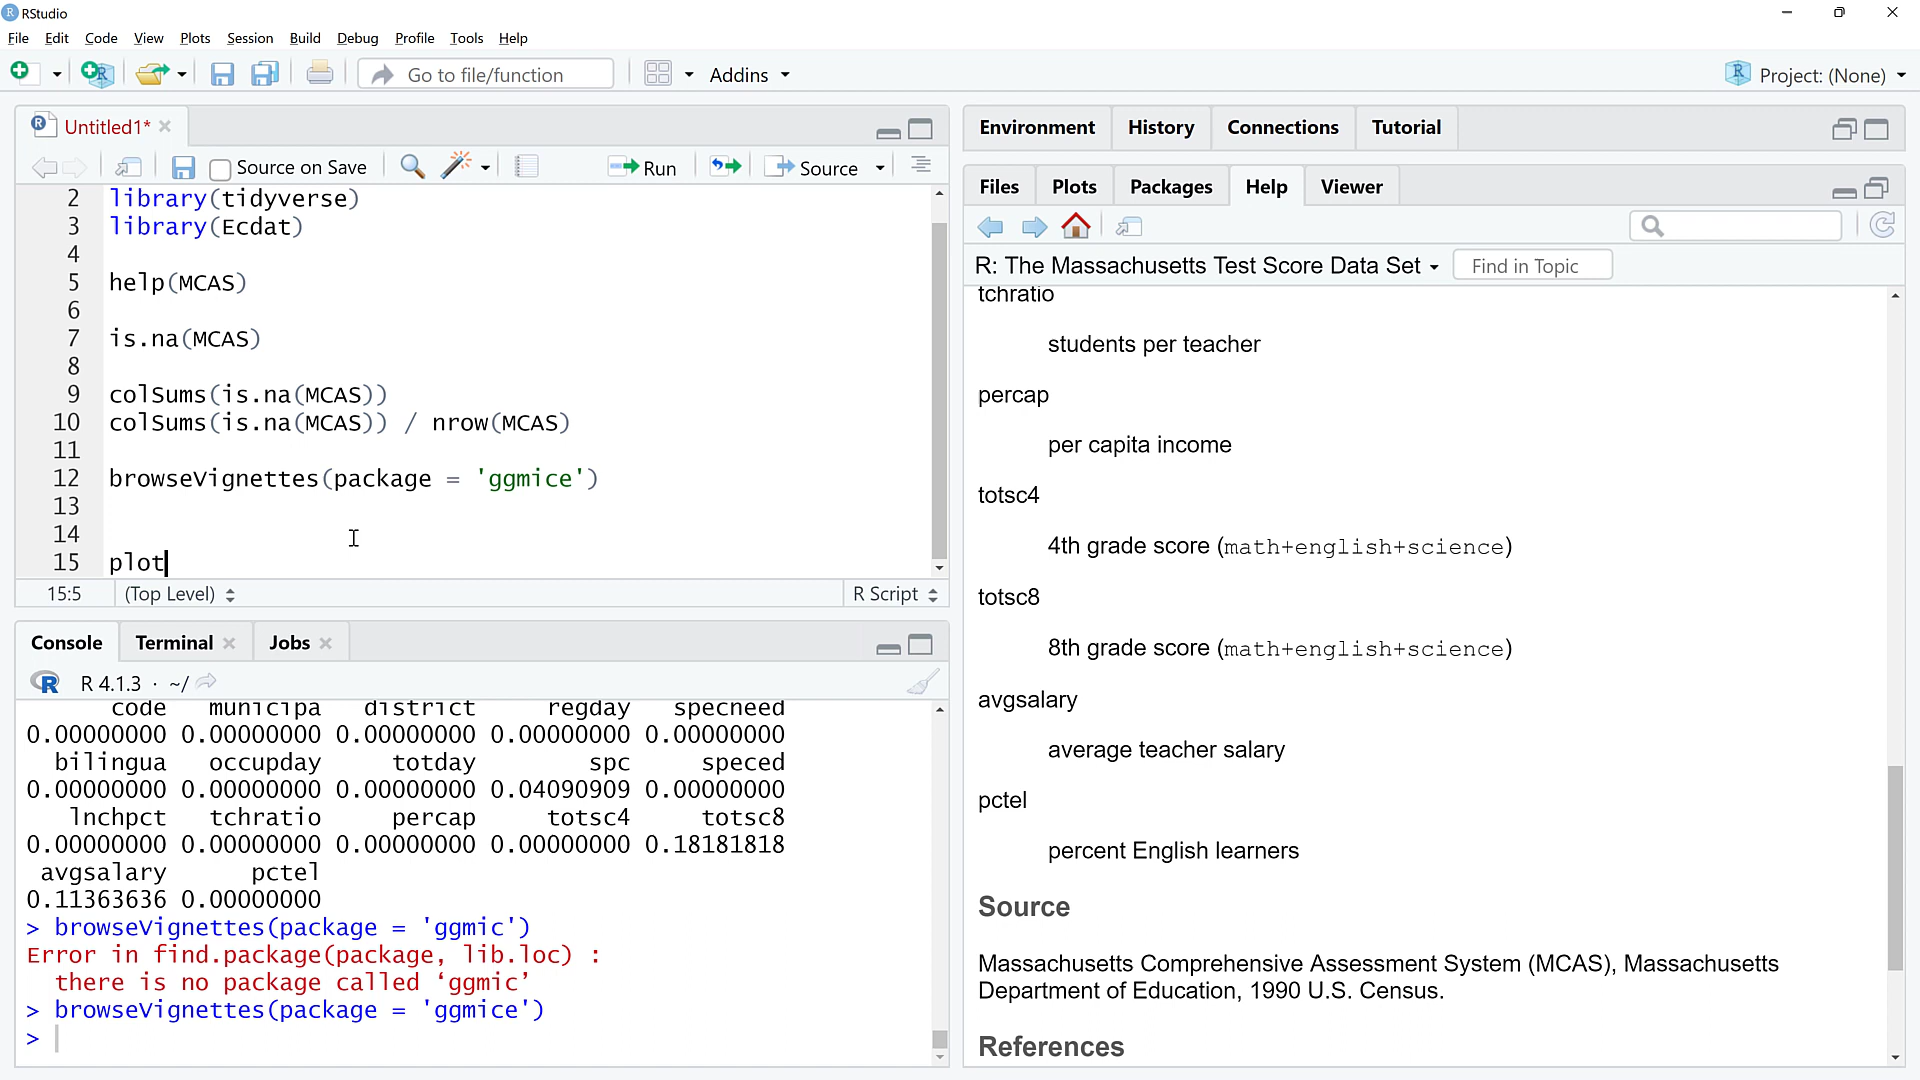 RStudio
File Edit Code View Plots Session Build Debug Profile Tools Help
Go to file/function Addins Project: (None)
Untitled1*
Source on Save Run Source
2 library(tidyverse)
3 library(Ecdat)
4
5 help(MCAS)
6
7 is.na(MCAS)
8
9 colSums(is.na(MCAS))
10 colSums(is.na(MCAS)) / nrow(MCAS)
11
12 browseVignettes(package = 'ggmice')
13
14
15 plot
15:5 (Top Level) R Script
Console Terminal Jobs
R 4.1.3 · ~/
code municipa district regday specneed
0.00000000 0.00000000 0.00000000 0.00000000 0.00000000
bilingua occupday totday spc speced
0.00000000 0.00000000 0.00000000 0.04090909 0.00000000
lnchpct tchratio percap totsc4 totsc8
0.00000000 0.00000000 0.00000000 0.00000000 0.18181818
avgsalary pctel
0.11363636 0.00000000
> browseVignettes(package = 'ggmic')
Error in find.package(package, lib.loc) :
there is no package called ‘ggmic’
> browseVignettes(package = 'ggmice')
>
Environment History Connections Tutorial
Files Plots Packages Help Viewer
R: The Massachusetts Test Score Data Set Find in Topic
tchratio
students per teacher
percap
per capita income
totsc4
4th grade score (math+english+science)
totsc8
8th grade score (math+english+science)
avgsalary
average teacher salary
pctel
percent English learners
Source
Massachusetts Comprehensive Assessment System (MCAS), Massachusetts
Department of Education, 1990 U.S. Census.
References